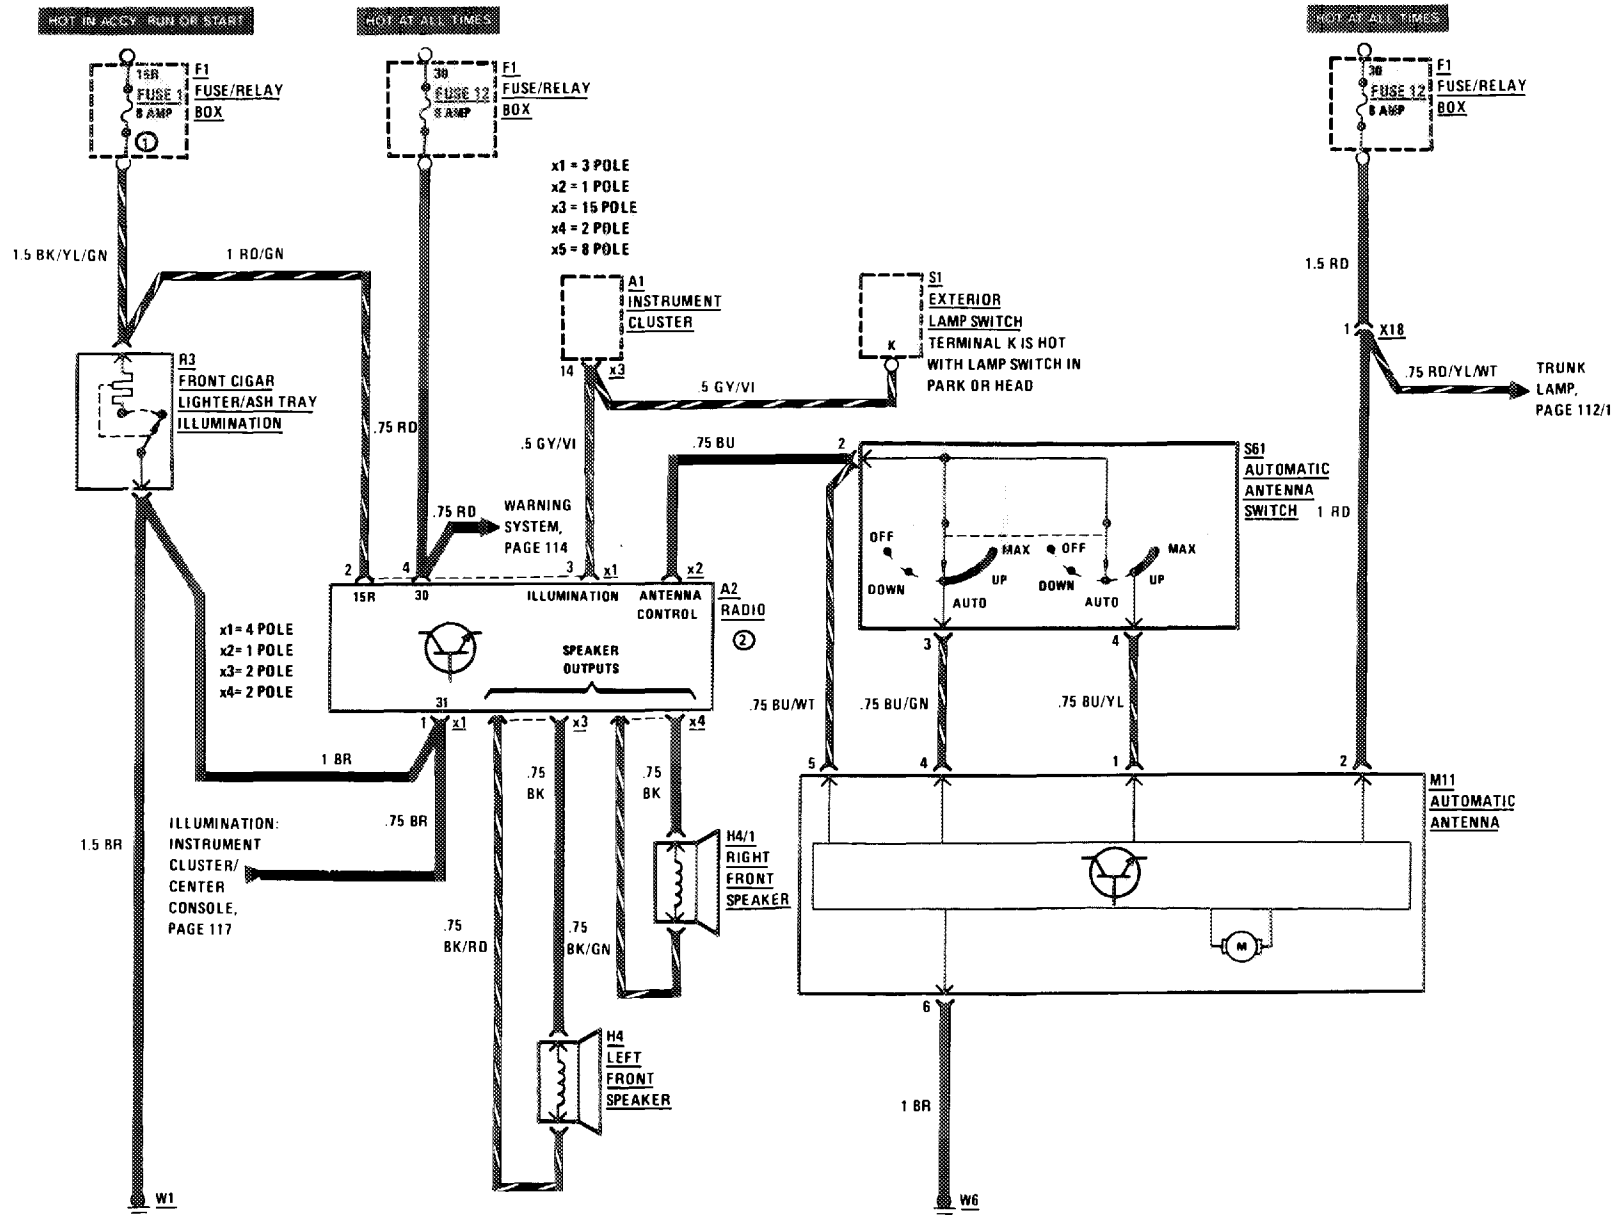 HOT IN ACCY, RUN OR START
HOT AT ALL TIMES
HOT AT ALL TIMES
15R
FUSE 1
8 AMP
1
F1
FUSE/RELAY
BOX
30
FUSE 12
8 AMP
F1
FUSE/RELAY
BOX
30
FUSE 12
8 AMP
F1
FUSE/RELAY
BOX
x1 = 3 POLE
x2 = 1 POLE
x3 = 15 POLE
x4 = 2 POLE
x5 = 8 POLE
1.5 BK/YL/GN
1 RD/GN
1.5 RD
A1
INSTRUMENT
CLUSTER
14
x3
S1
EXTERIOR
LAMP SWITCH
TERMINAL K IS HOT
WITH LAMP SWITCH IN
PARK OR HEAD
K
1
X18
.75 RD/YL/WT
TRUNK
LAMP,
PAGE 112/1
R3
FRONT CIGAR
LIGHTER/ASH TRAY
ILLUMINATION
.75 RD
.5 GY/VI
.5 GY/VI
.75 BU
2
S61
AUTOMATIC
ANTENNA
SWITCH
1 RD
.75 RD
WARNING
SYSTEM,
PAGE 114
OFF
DOWN
AUTO
UP
MAX
OFF
DOWN
AUTO
UP
MAX
2
4
3
x1
x2
15R
30
ILLUMINATION
ANTENNA
CONTROL
A2
RADIO
2
x1= 4 POLE
x2= 1 POLE
x3= 2 POLE
x4= 2 POLE
SPEAKER
OUTPUTS
31
1
x1
x3
x4
3
4
.75 BU/WT
.75 BU/GN
.75 BU/YL
1 BR
.75
BK
.75
BK
5
4
1
2
M11
AUTOMATIC
ANTENNA
1.5 BR
ILLUMINATION:
INSTRUMENT
CLUSTER/
CENTER
CONSOLE,
PAGE 117
.75 BR
H4/1
RIGHT
FRONT
SPEAKER
.75
BK/RD
.75
BK/GN
M
6
H4
LEFT
FRONT
SPEAKER
1 BR
W1
W6